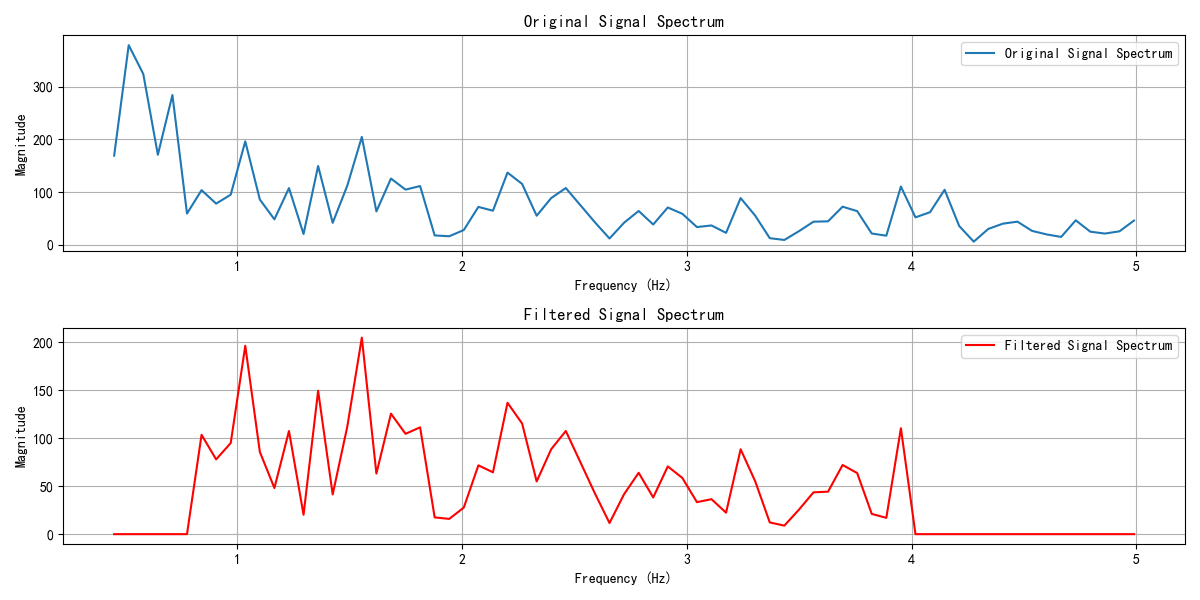 Original Signal Spectrum
Original Signal Spectrum
Magnitude
300
200
100
0
1 2 3 4 5
Frequency (Hz)
Filtered Signal Spectrum
Filtered Signal Spectrum
Magnitude
200
150
100
50
0
1 2 3 4 5
Frequency (Hz)